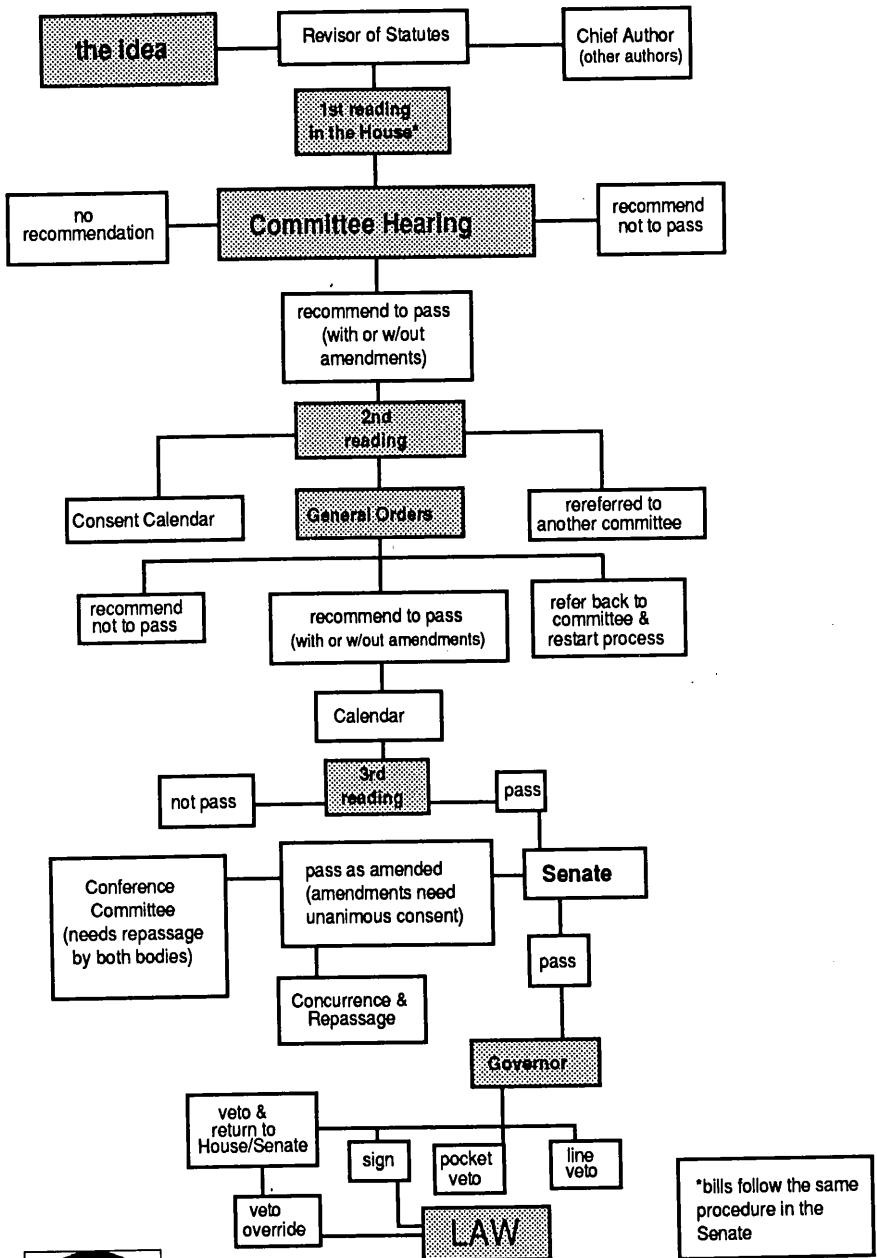 the idea
Revisor of Statutes
Chief Author
(other authors)
1st reading
in the House*
no
recommendation
Committee Hearing
recommend
not to pass
recommend to pass
(with or w/out
amendments)
2nd
reading
Consent Calendar
General Orders
rereferred to
another committee
recommend
not to pass
recommend to pass
(with or w/out amendments)
refer back to
committee &
restart process
Calendar
not pass
3rd
reading
pass
Conference
Committee
(needs repassage
by both bodies)
pass as amended
(amendments need
unanimous consent)
Senate
pass
Concurrence &
Repassage
Governor
veto &
return to
House/Senate
sign
pocket
veto
line
veto
veto
override
LAW
*bills follow the same
procedure in the
Senate